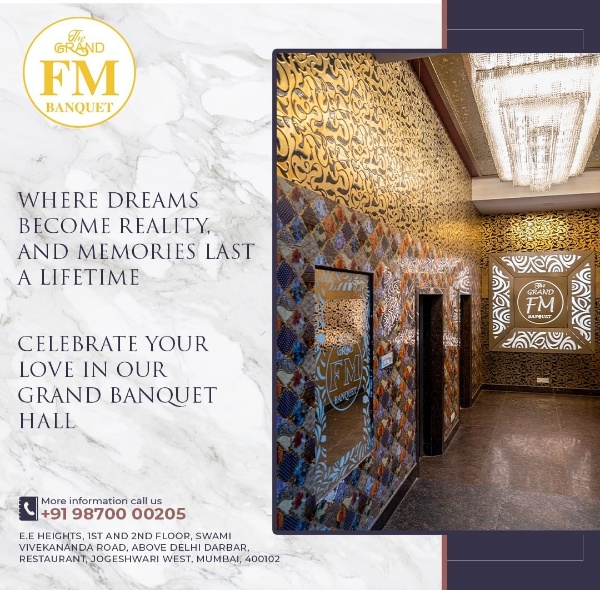 The
GRAND
FM
BANQUET
WHERE DREAMS
BECOME REALITY,
AND MEMORIES LAST
A LIFETIME
CELEBRATE YOUR
LOVE IN OUR
GRAND BANQUET
HALL
The
GRAND
FM
BANQUET
GRAND
FM
BANQUET
More information call us
+91 98700 00205
E.E HEIGHTS, 1ST AND 2ND FLOOR, SWAMI
VIVEKANANDA ROAD, ABOVE DELHI DARBAR,
RESTAURANT, JOGESHWARI WEST, MUMBAI, 400102